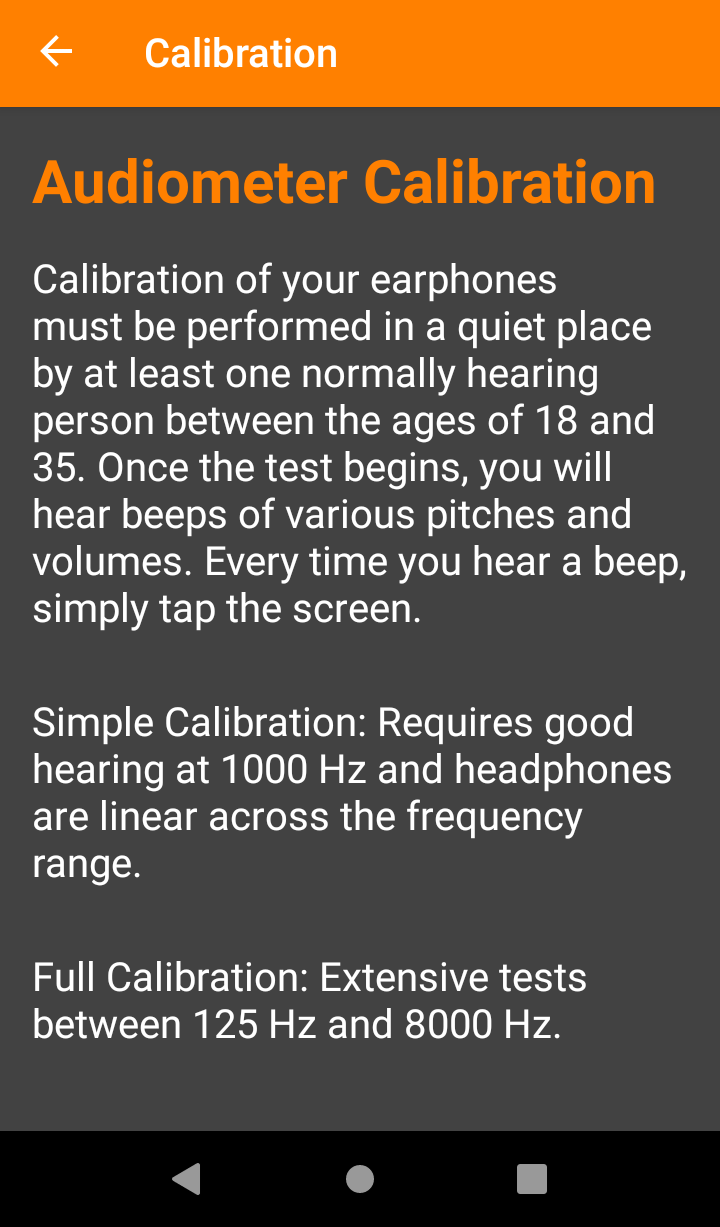 Calibration
Audiometer Calibration
Calibration of your earphones
must be performed in a quiet place
by at least one normally hearing
person between the ages of 18 and
35. Once the test begins, you will
hear beeps of various pitches and
volumes. Every time you hear a beep,
simply tap the screen.
Simple Calibration: Requires good
hearing at 1000 Hz and headphones
are linear across the frequency
range.
Full Calibration: Extensive tests
between 125 Hz and 8000 Hz.